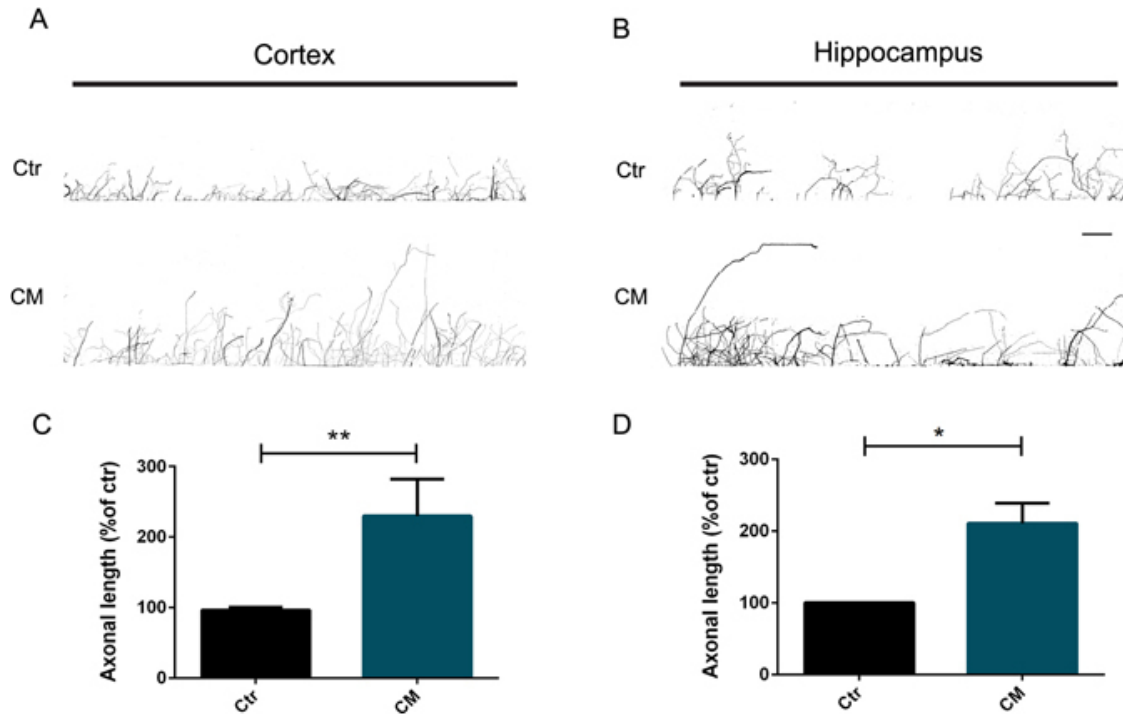 A
Cortex
Ctr
CM
B
Hippocampus
Ctr
CM
C
**
Axonal length (%of ctr)
300
200
100
0
Ctr
CM
D
*
Axonal length (%of ctr)
300
200
100
0
Ctr
CM